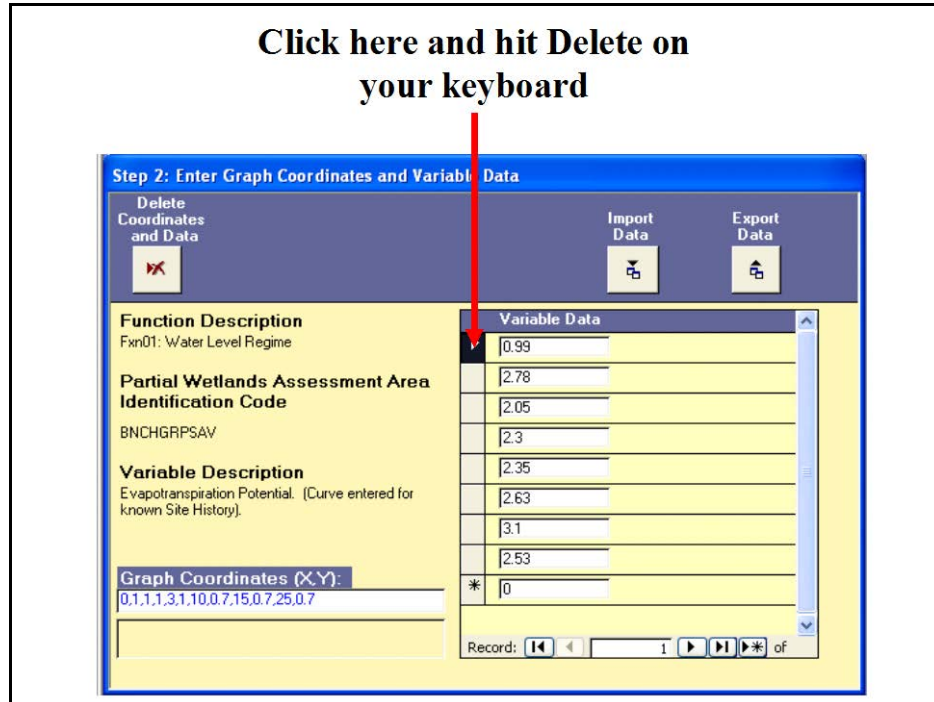 Click here and hit Delete on
your keyboard
Step 2: Enter Graph Coordinates and Variable Data
Delete
Coordinates
and Data
Import
Data
Export
Data
Function Description
Fxn01: Water Level Regime
Partial Wetlands Assessment Area
Identification Code
BNCHGRPSAV
Variable Description
Evapotranspiration Potential. (Curve entered for
known Site History).
Graph Coordinates (X,Y):
0,1,1,1,3,1,10,0.7,15,0.7,25,0.7
Variable Data
0.99
2.78
2.05
2.3
2.35
2.63
3.1
2.53
* 0
Record: 1 of